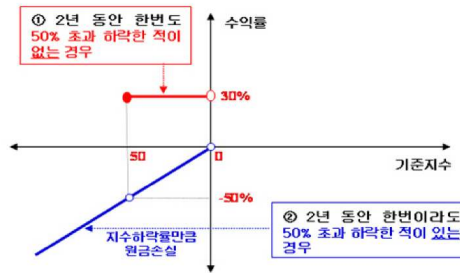 ① 2년 동안 한번도
50% 초과 하락한 적이
없는 경우
수익률
30%
50
0
기준지수
-50%
지수하락률만큼
원금손실
② 2년 동안 한번이라도
50% 초과 하락한 적이 있는
경우